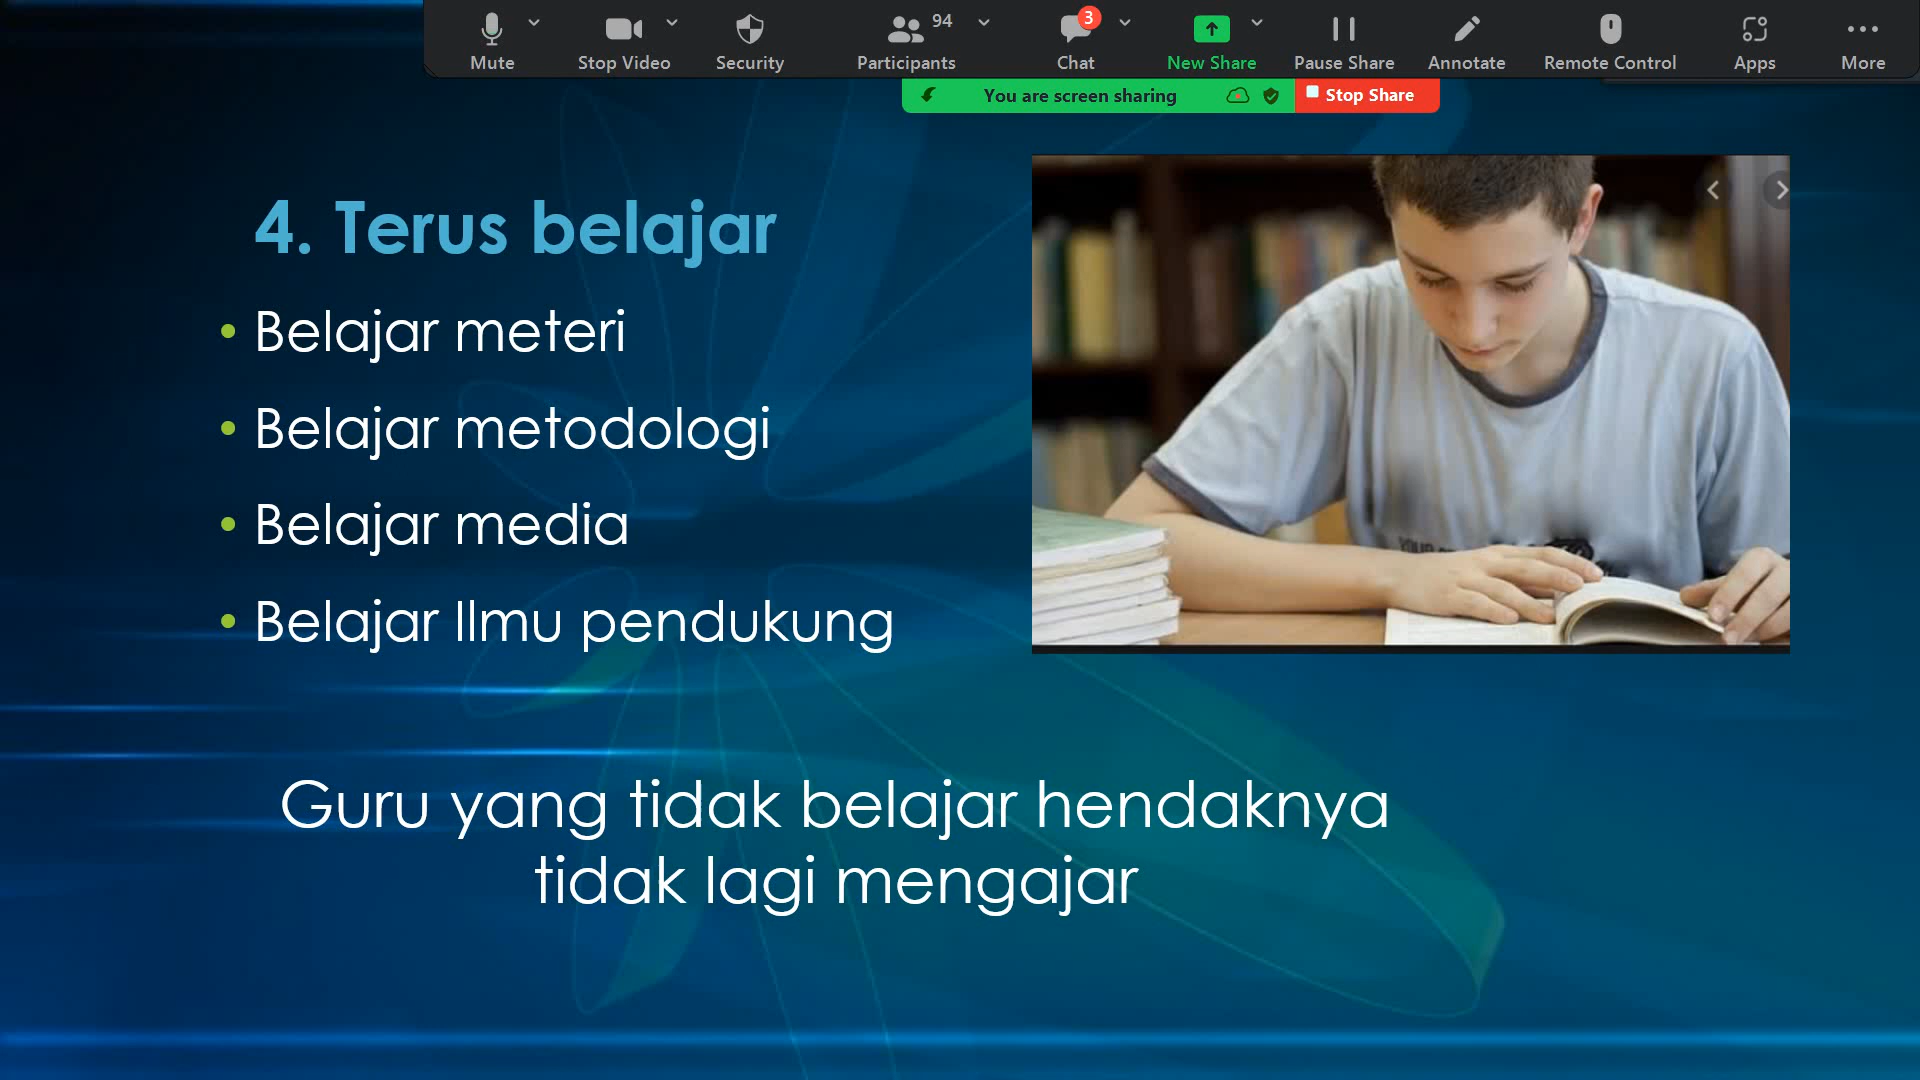 Mute
Stop Video
Security
Participants
94
Chat
3
New Share
Pause Share
Annotate
Remote Control
Apps
More
You are screen sharing
Stop Share
4. Terus belajar
• Belajar meteri
• Belajar metodologi
• Belajar media
• Belajar Ilmu pendukung
Guru yang tidak belajar hendaknya
tidak lagi mengajar